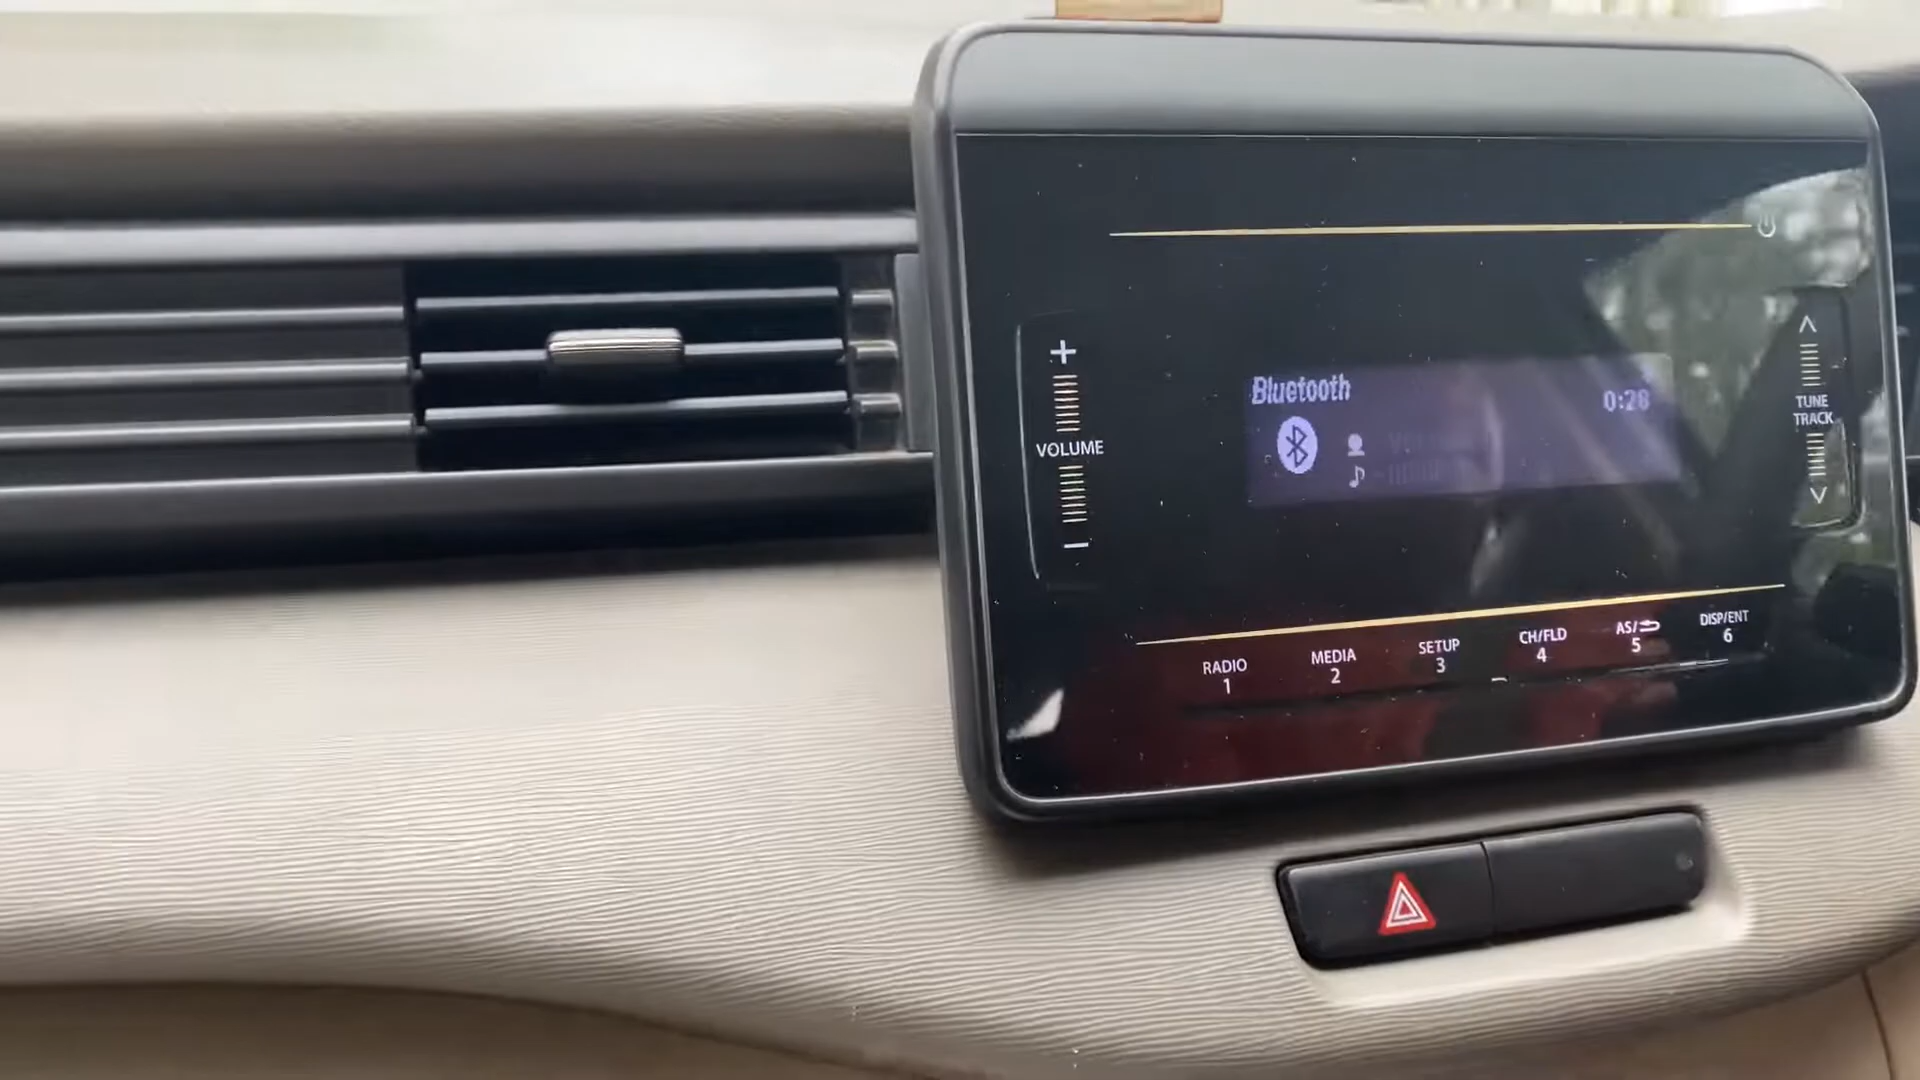 Bluetooth
0:28
+
VOLUME
−
TUNE
TRACK
RADIO
1
MEDIA
2
SETUP
3
CH/FLD
4
AS/
5
DISP/ENT
6